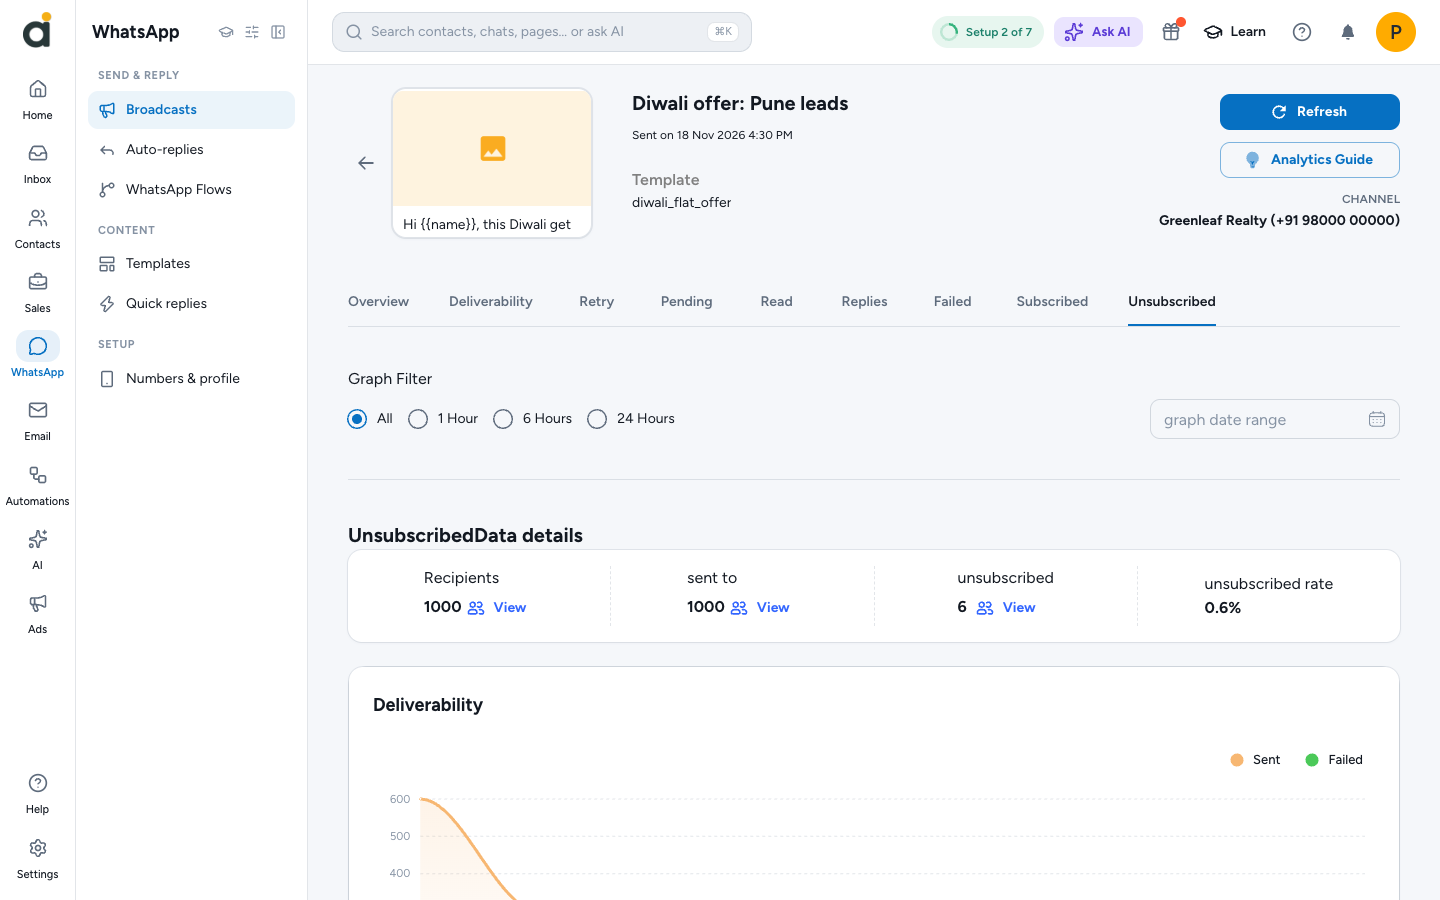 WhatsApp
Search contacts, chats, pages... or ask AI
⌘K
Setup 2 of 7
Ask AI
Learn
P
Home
Inbox
Contacts
Sales
WhatsApp
Email
Automations
AI
Ads
Help
Settings
SEND & REPLY
Broadcasts
Auto-replies
WhatsApp Flows
CONTENT
Templates
Quick replies
SETUP
Numbers & profile
Hi {{name}}, this Diwali get
Diwali offer: Pune leads
Sent on 18 Nov 2026 4:30 PM
Template
diwali_flat_offer
Refresh
Analytics Guide
CHANNEL
Greenleaf Realty (+91 98000 00000)
Overview
Deliverability
Retry
Pending
Read
Replies
Failed
Subscribed
Unsubscribed
Graph Filter
All
1 Hour
6 Hours
24 Hours
graph date range
UnsubscribedData details
Recipients
1000 View
sent to
1000 View
unsubscribed
6 View
unsubscribed rate
0.6%
Deliverability
Sent
Failed
600
500
400